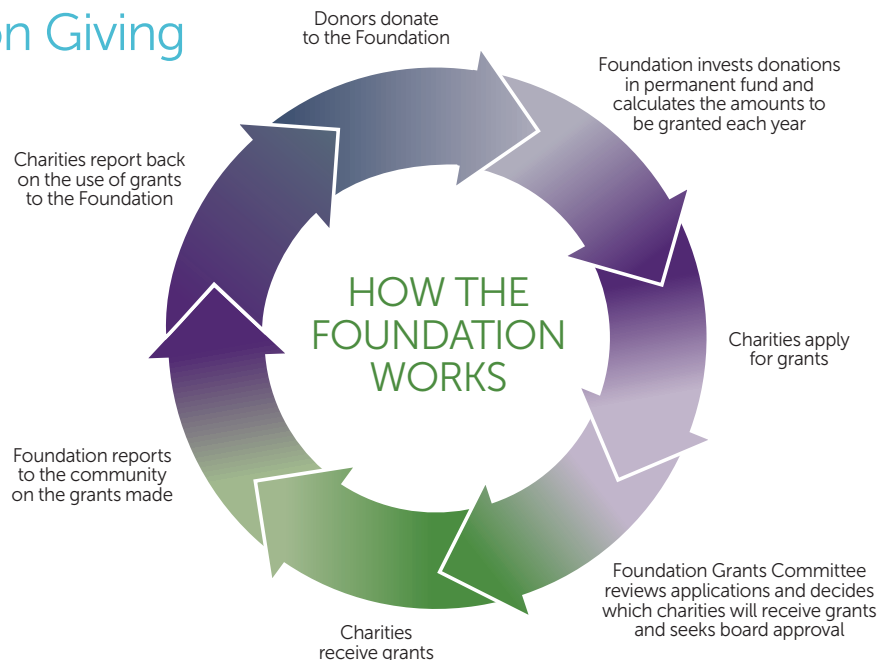 on Giving
Donors donate
to the Foundation
Foundation invests donations
in permanent fund and
calculates the amounts to
be granted each year
Charities apply
for grants
Foundation Grants Committee
reviews applications and decides
which charities will receive grants
and seeks board approval
Charities
receive grants
Foundation reports
to the community
on the grants made
Charities report back
on the use of grants
to the Foundation
HOW THE
FOUNDATION
WORKS